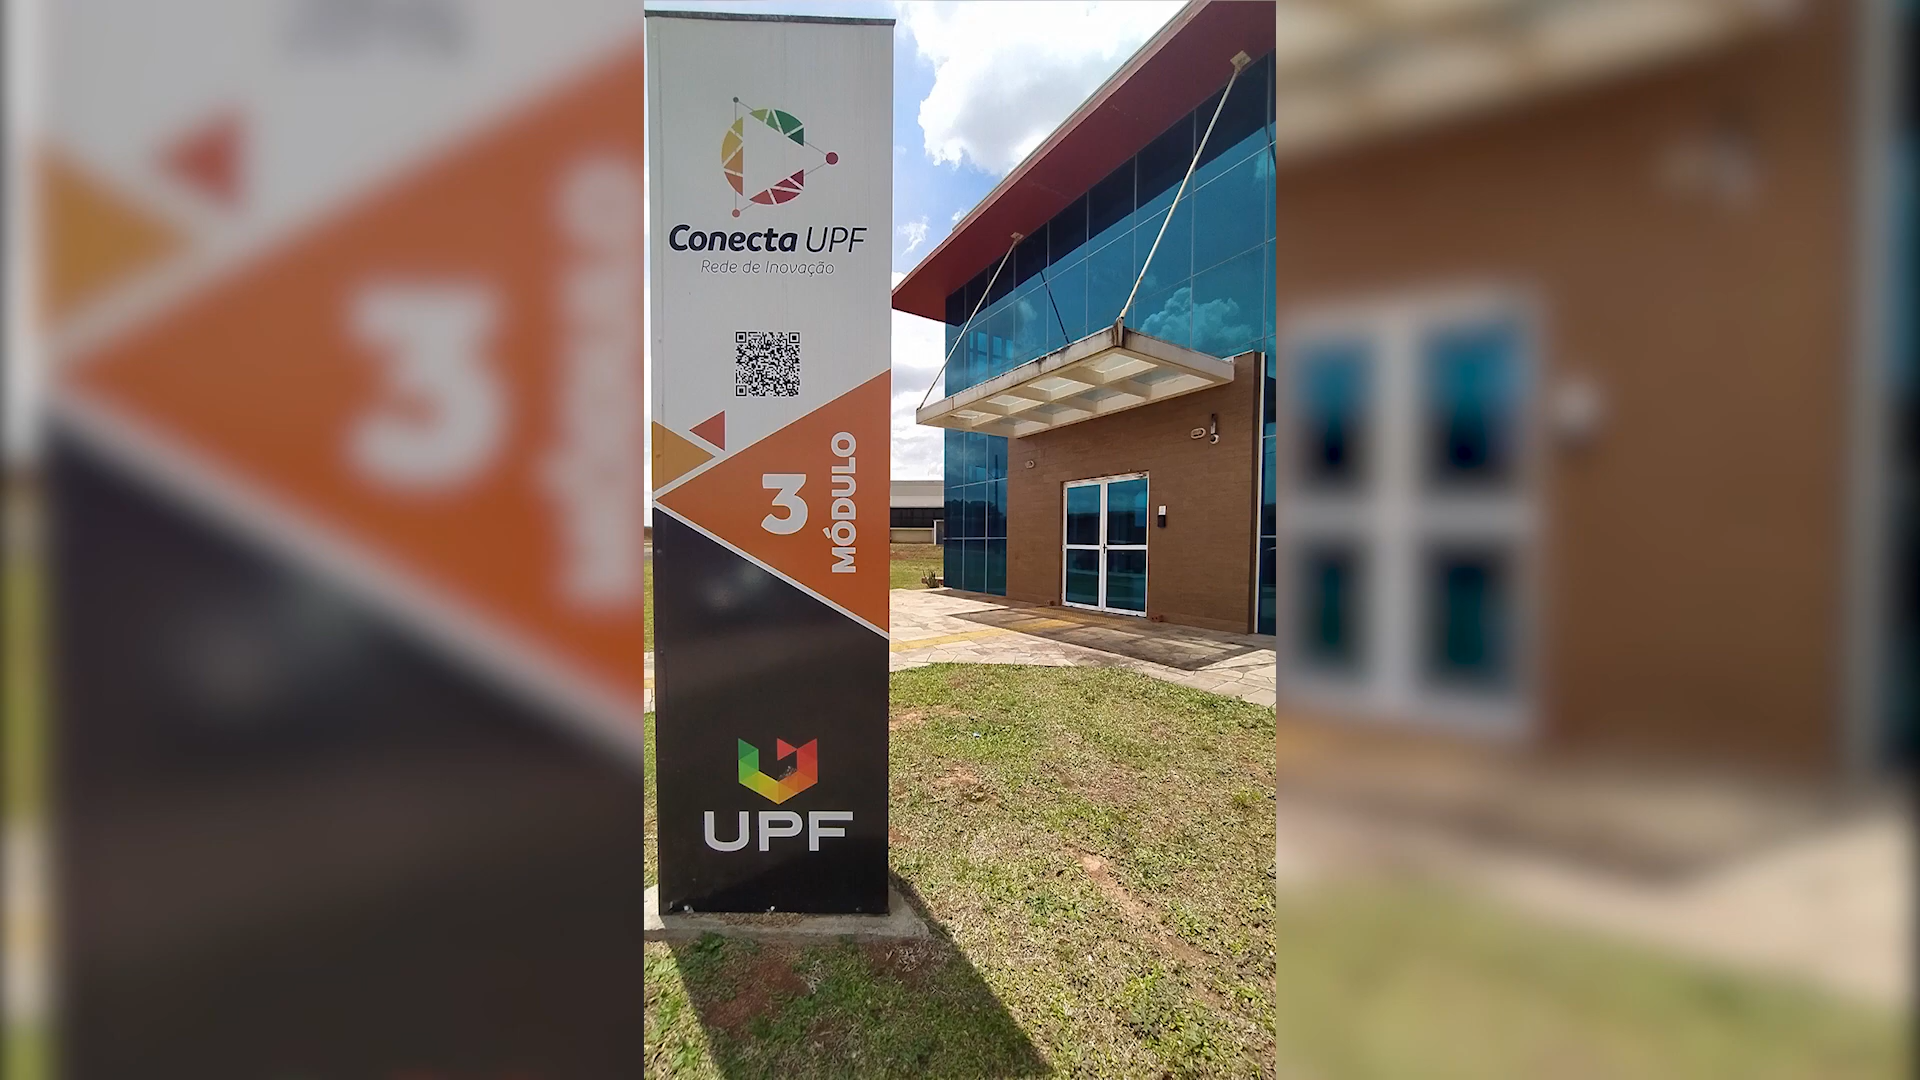 Conecta UPF
Rede de Inovação
3
MÓDULO
UPF